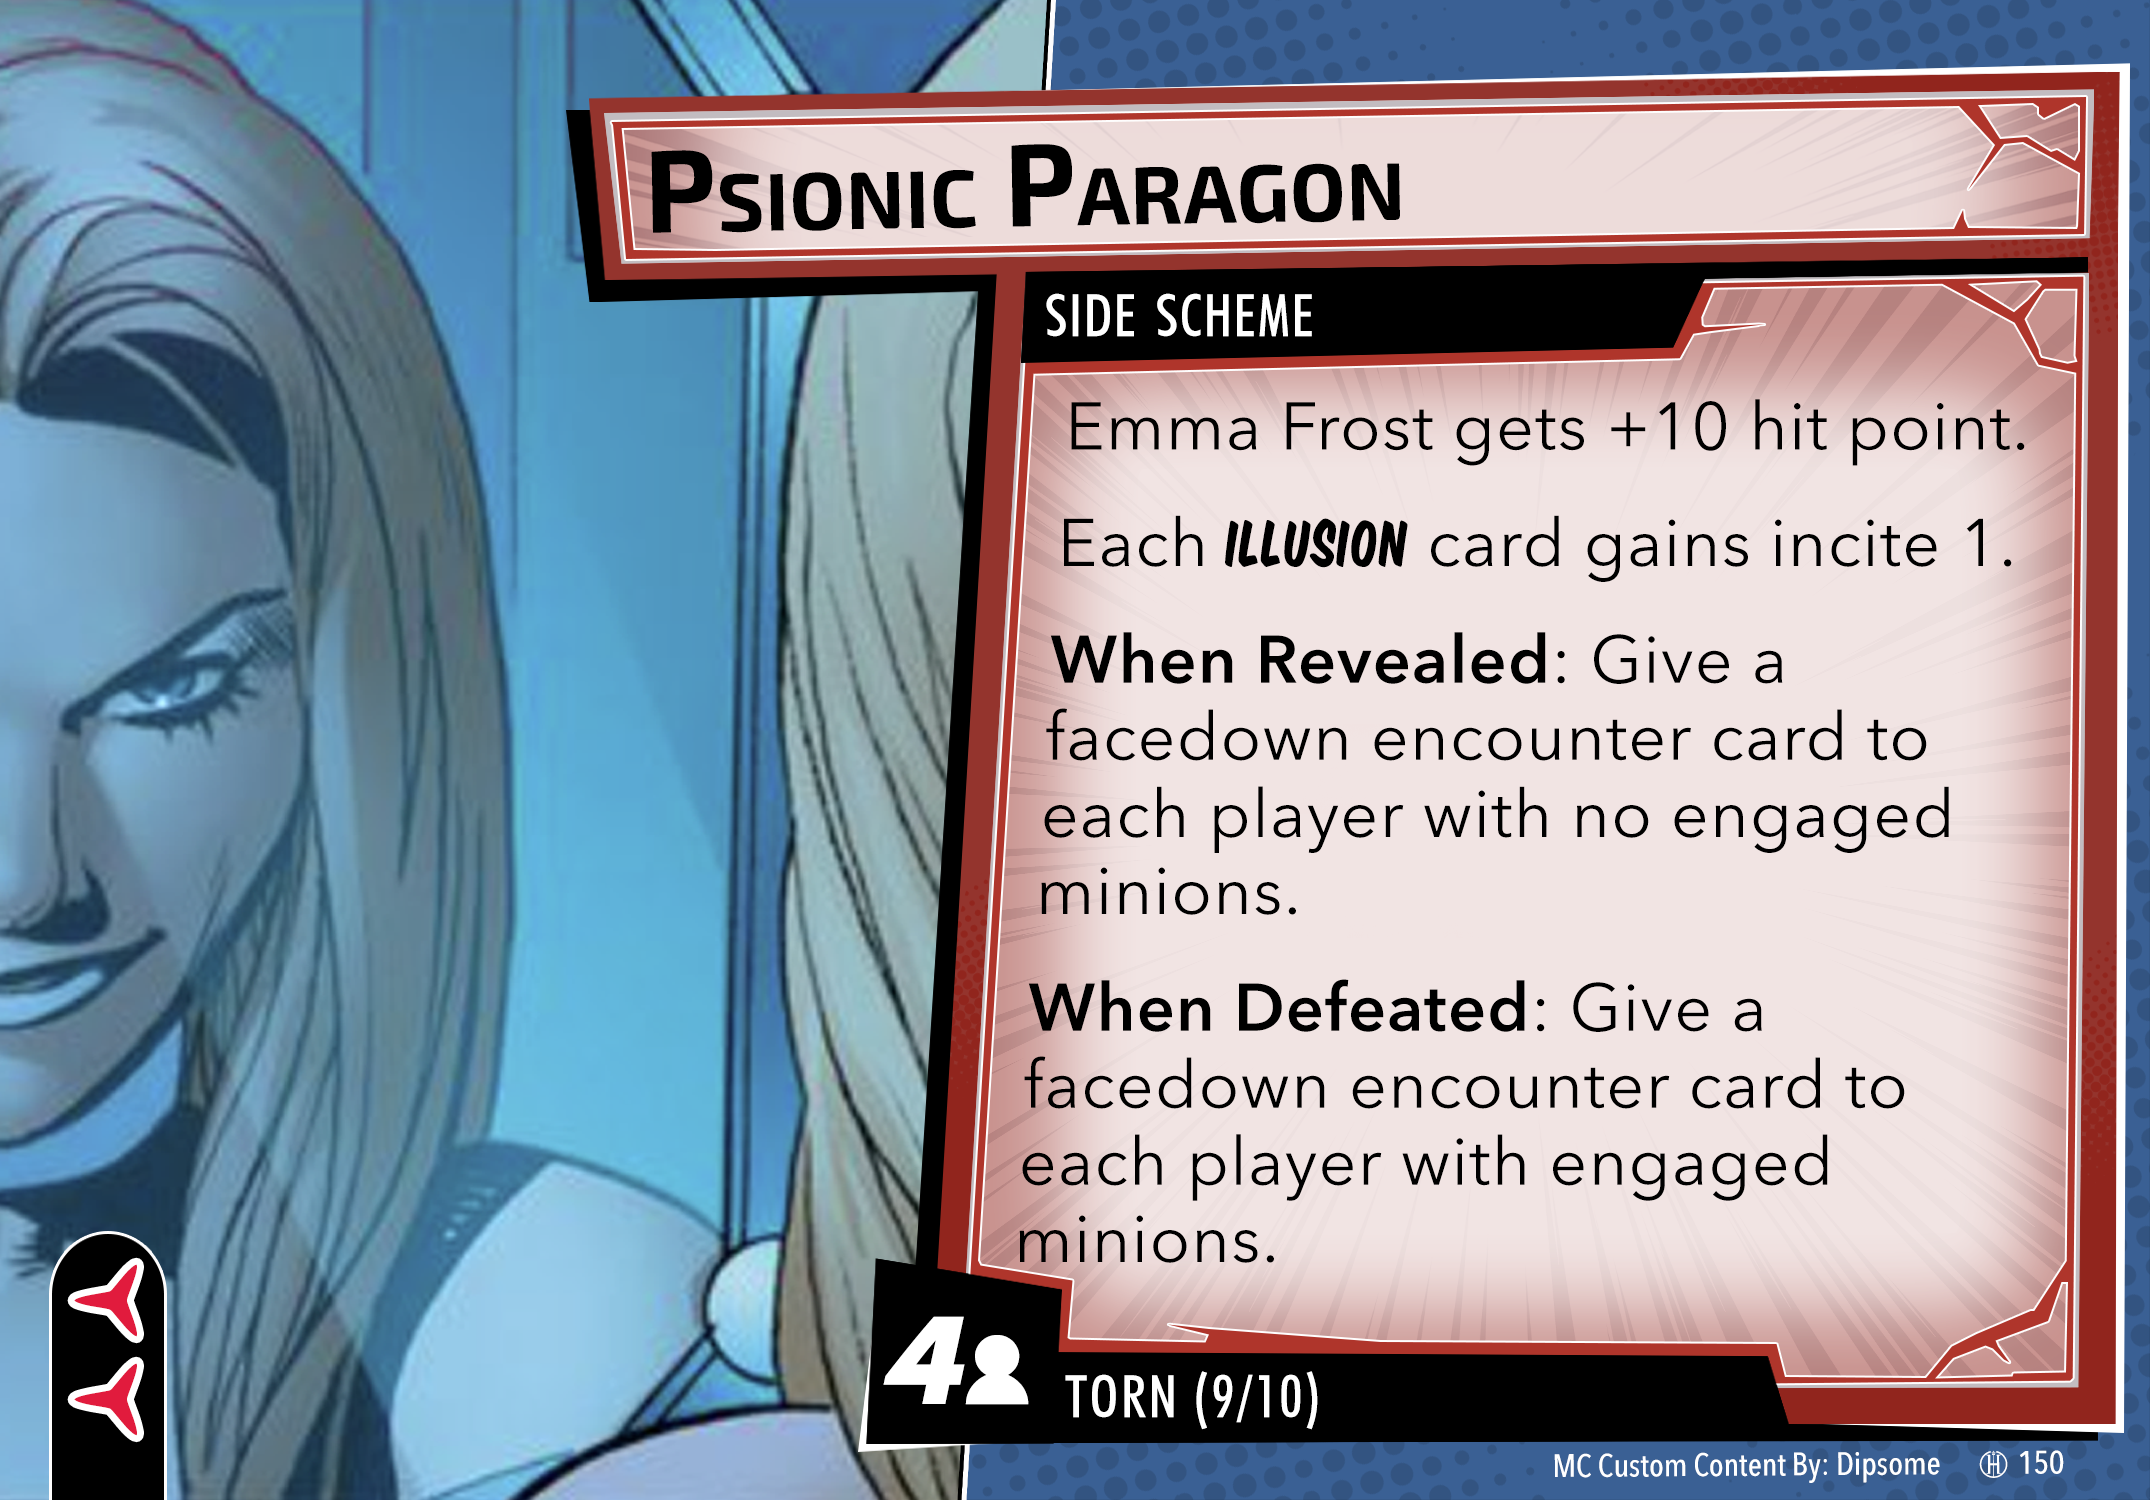 Psionic Paragon
SIDE SCHEME
Emma Frost gets +10 hit point.
Each ILLUSION card gains incite 1.
When Revealed: Give a
facedown encounter card to
each player with no engaged
minions.
When Defeated: Give a
facedown encounter card to
each player with engaged
minions.
4
TORN (9/10)
MC Custom Content By: Dipsome 150